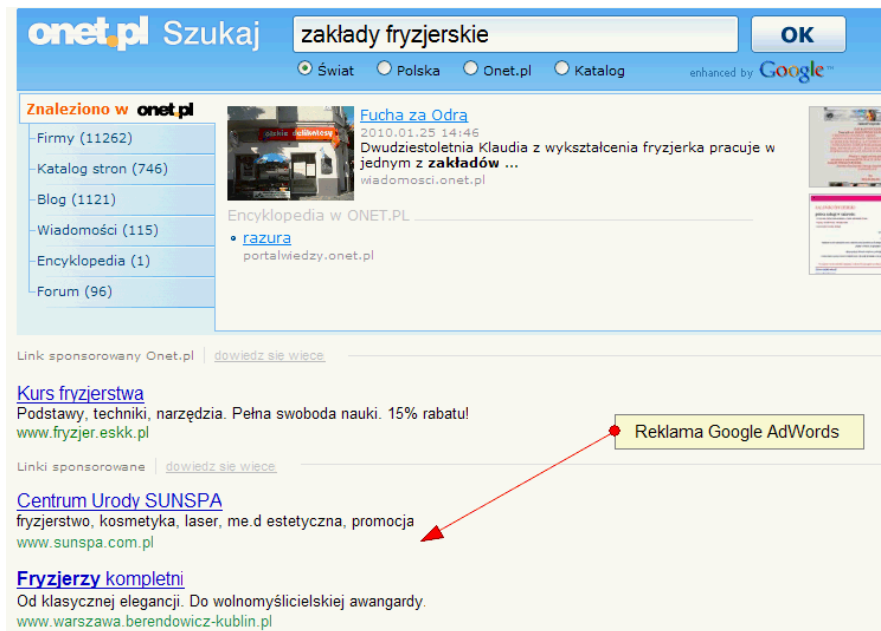 onet.pl Szukaj
zakłady fryzjerskie
OK
Świat Polska Onet.pl Katalog
enhanced by Google™
Znaleziono w onet.pl
Firmy (11262)
Katalog stron (746)
Blog (1121)
Wiadomości (115)
Encyklopedia (1)
Forum (96)
polskie delikatesy
Fucha za Odrą
2010.01.25 14:46
Dwudziestoletnia Klaudia z wykształcenia fryzjerka pracuje w
jednym z zakładów ...
wiadomosci.onet.pl
Encyklopedia w ONET.PL
razura
portalwiedzy.onet.pl
Link sponsorowany Onet.pl dowiedz się więcej
Kurs fryzjerstwa
Podstawy, techniki, narzędzia. Pełna swoboda nauki. 15% rabatu!
www.fryzjer.eskk.pl
Reklama Google AdWords
Linki sponsorowane dowiedz się więcej
Centrum Urody SUNSPA
fryzjerstwo, kosmetyka, laser, me.d estetyczna, promocja
www.sunspa.com.pl
Fryzjerzy kompletni
Od klasycznej elegancji. Do wolnomyślicielskiej awangardy.
www.warszawa.berendowicz-kublin.pl